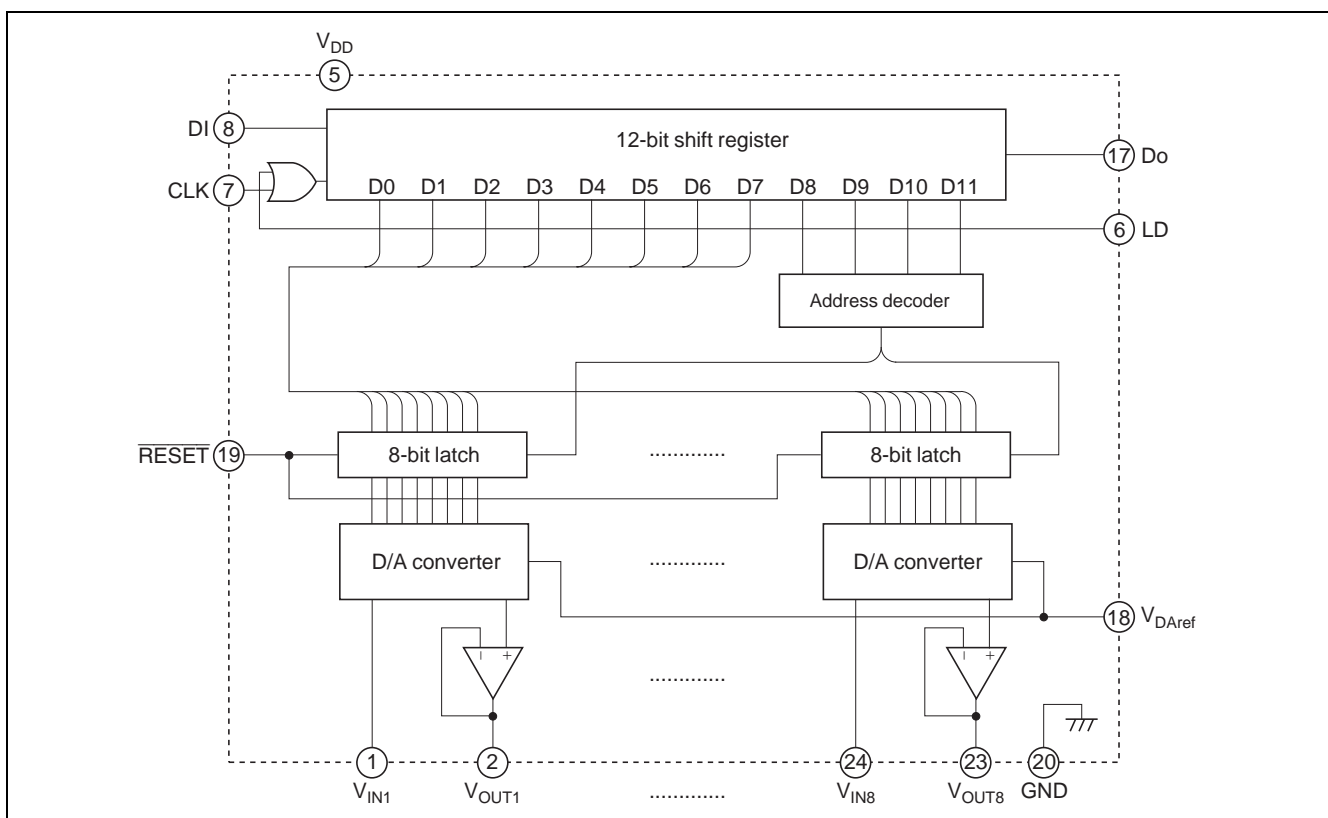 VDD
5
DI 8
12-bit shift register
17 Do
CLK 7
D0 D1 D2 D3 D4 D5 D6 D7 D8 D9 D10 D11
6 LD
Address decoder
RESET 19
8-bit latch ............. 8-bit latch
D/A converter ............. D/A converter
18 VDAref
− + ............. − +
1 2 24 23 20
VIN1 VOUT1 ............. VIN8 VOUT8 GND